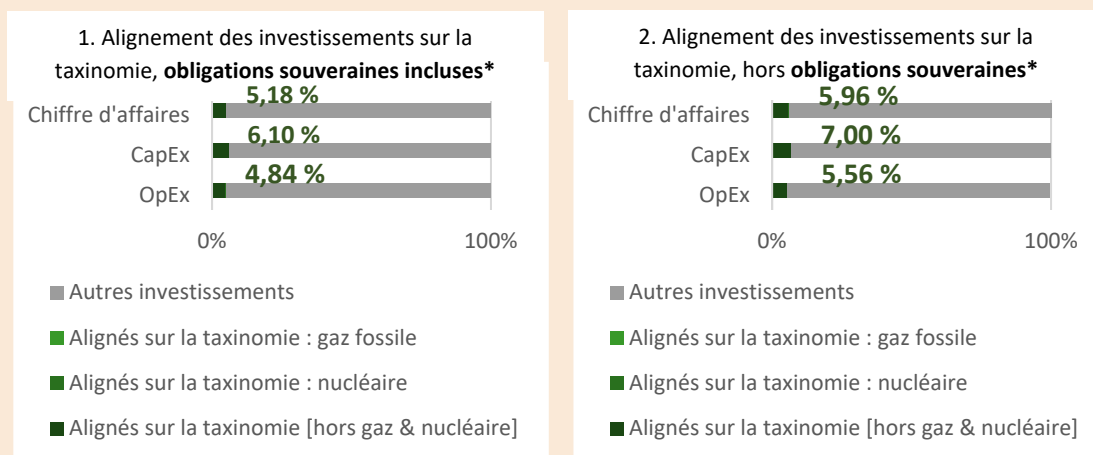 1. Alignement des investissements sur la
taxinomie, obligations souveraines incluses*
Chiffre d'affaires
5,18 %
CapEx
6,10 %
OpEx
4,84 %
0%
100%
Autres investissements
Alignés sur la taxinomie : gaz fossile
Alignés sur la taxinomie : nucléaire
Alignés sur la taxinomie [hors gaz & nucléaire]
2. Alignement des investissements sur la
taxinomie, hors obligations souveraines*
Chiffre d'affaires
5,96 %
CapEx
7,00 %
OpEx
5,56 %
0%
100%
Autres investissements
Alignés sur la taxinomie : gaz fossile
Alignés sur la taxinomie : nucléaire
Alignés sur la taxinomie [hors gaz & nucléaire]